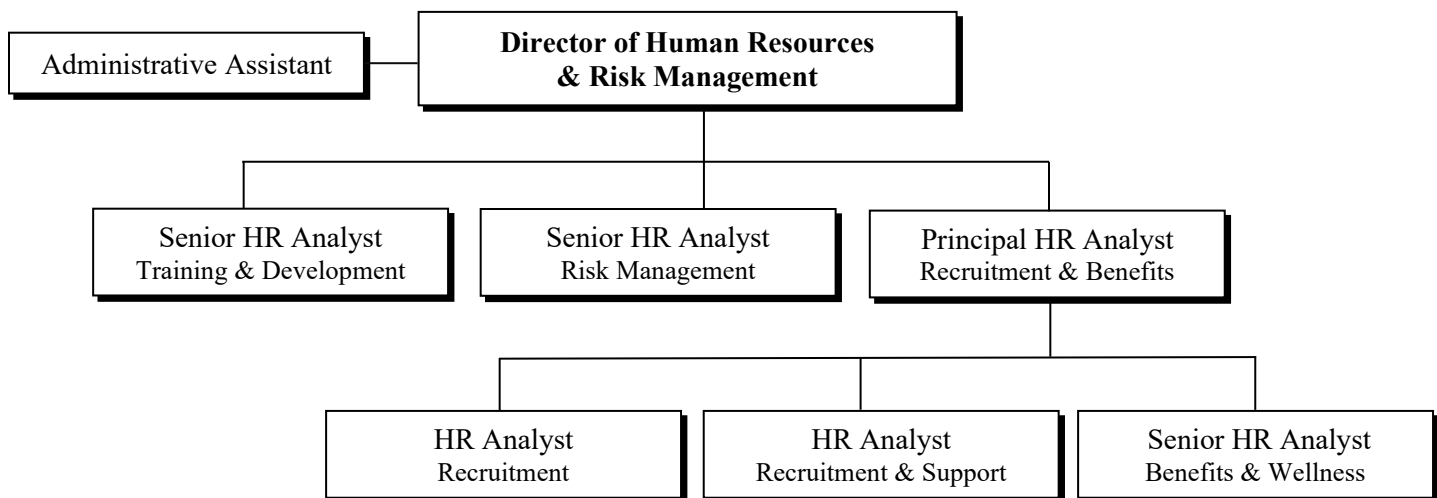 Administrative Assistant
Director of Human Resources
& Risk Management
Senior HR Analyst
Training & Development
Senior HR Analyst
Risk Management
Principal HR Analyst
Recruitment & Benefits
HR Analyst
Recruitment
HR Analyst
Recruitment & Support
Senior HR Analyst
Benefits & Wellness